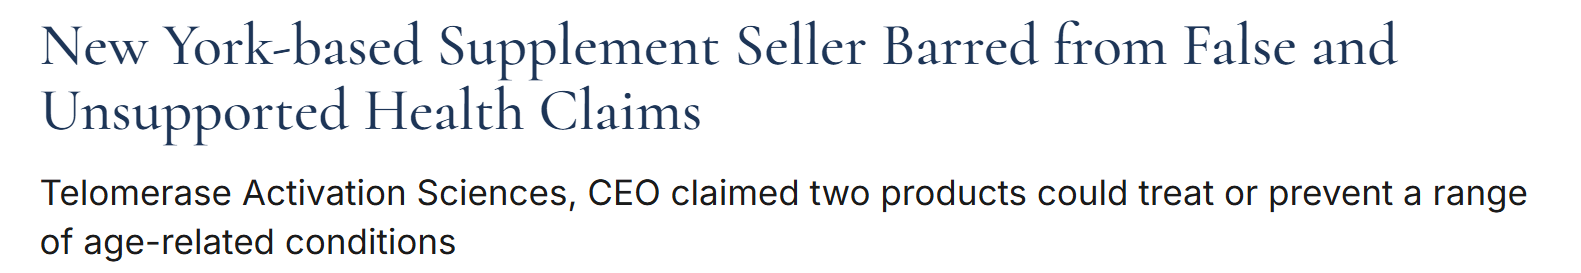 New York-based Supplement Seller Barred from False and
Unsupported Health Claims
Telomerase Activation Sciences, CEO claimed two products could treat or prevent a range
of age-related conditions